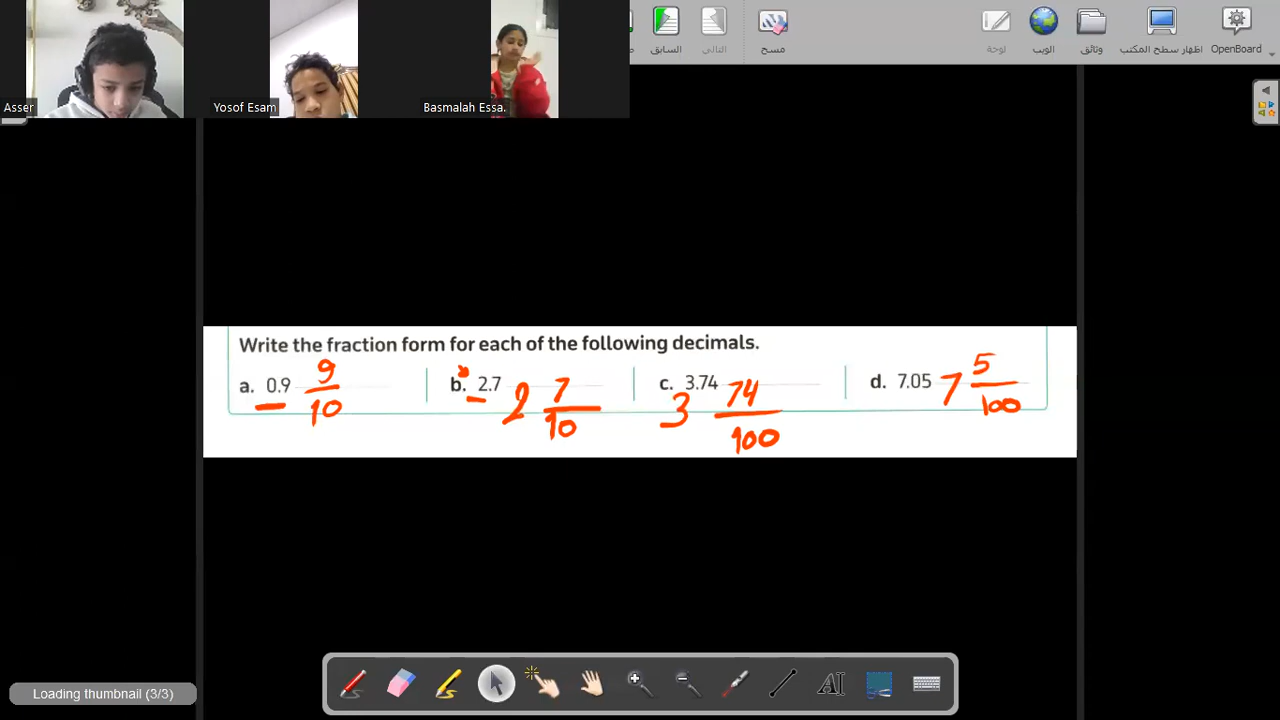 السابق
التالي
مسح
لوحة
الويب
وثائق
اظهار سطح المكتب
OpenBoard
Asser
Yosof Esam
Basmalah Essa.
Write the fraction form for each of the following decimals.
a. 0.9 9/10
b. 2.7 2 7/10
c. 3.74 3 74/100
d. 7.05 7 5/100
Loading thumbnail (3/3)
AI